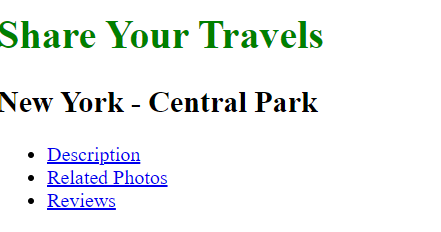 Share Your Travels
New York - Central Park
Description
Related Photos
Reviews